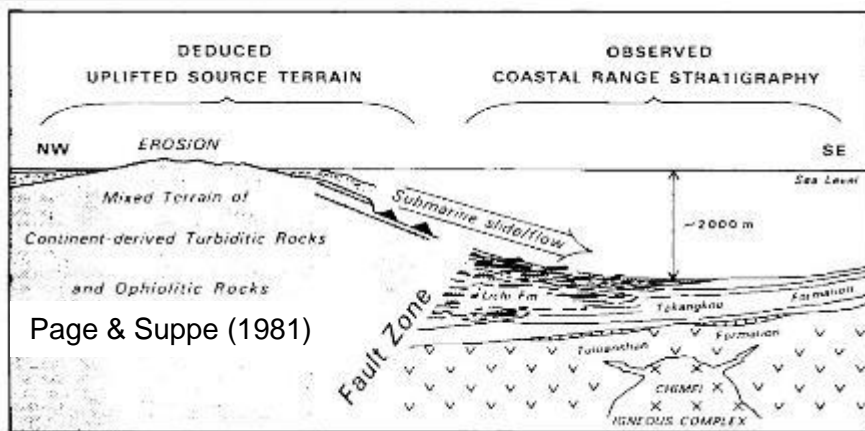 DEDUCED
UPLIFTED SOURCE TERRAIN
OBSERVED
COASTAL RANGE STRATIGRAPHY
NW
EROSION
SE
Sea Level
Mixed Terrain of
Continent-derived Turbiditic Rocks
and Ophiolitic Rocks
Submarine slide/flow
~2000 m
Page & Suppe (1981)
Fault Zone
Lichi Fm
Takangkou Formation
Tuluanshan Formation
CHIMEI
IGNEOUS COMPLEX